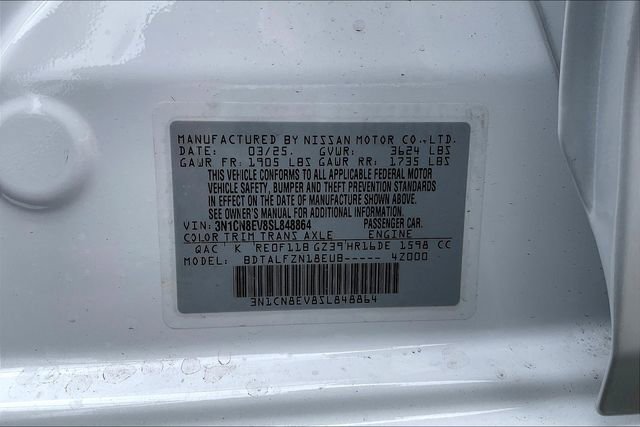 MANUFACTURED BY NISSAN MOTOR CO.,LTD.
DATE: 03/25. GVWR: 3624 LBS
GAWR FR: 1905 LBS GAWR RR: 1735 LBS
THIS VEHICLE CONFORMS TO ALL APPLICABLE FEDERAL MOTOR
VEHICLE SAFETY, BUMPER AND THEFT PREVENTION STANDARDS
IN EFFECT ON THE DATE OF MANUFACTURE SHOWN ABOVE.
SEE OWNER'S MANUAL FOR ADDITIONAL INFORMATION.
VIN: 3N1CN8EV8SL848864 PASSENGER CAR.
COLOR TRIM TRANS AXLE ENGINE
QAC K RE0F11B GZ39 HR16DE 1598 CC
MODEL: BDTALFZN18EUB----- 42000
3N1CN8EV8SL848864